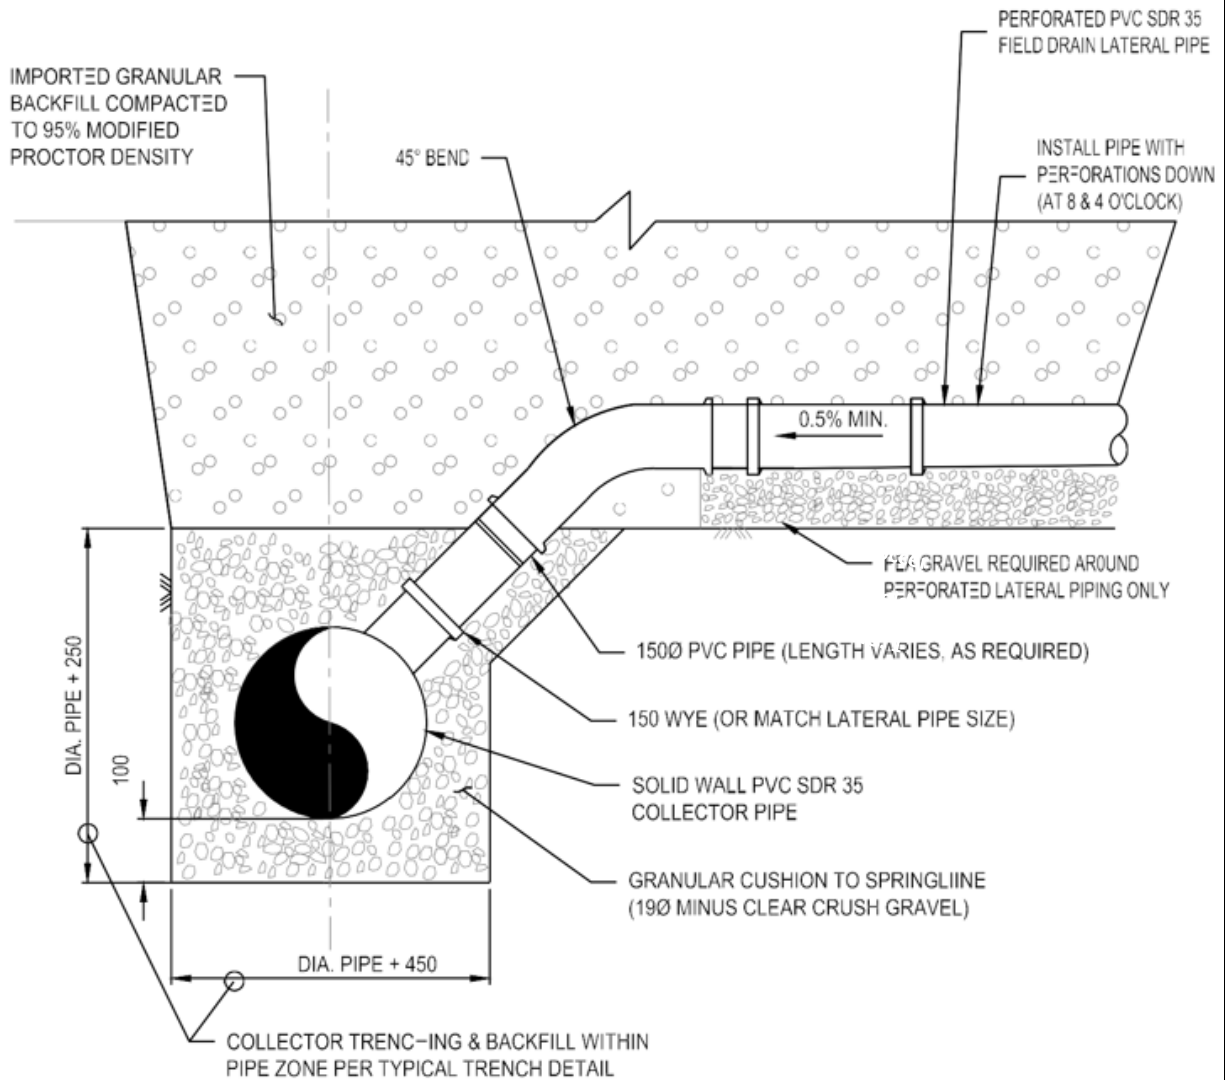 PERFORATED PVC SDR 35
FIELD DRAIN LATERAL PIPE
IMPORTED GRANULAR
BACKFILL COMPACTED
TO 95% MODIFIED
PROCTOR DENSITY
45° BEND
INSTALL PIPE WITH
PERFORATIONS DOWN
(AT 8 & 4 O'CLOCK)
0.5% MIN.
PEA GRAVEL REQUIRED AROUND
PERFORATED LATERAL PIPING ONLY
150Ø PVC PIPE (LENGTH VARIES, AS REQUIRED)
150 WYE (OR MATCH LATERAL PIPE SIZE)
DIA. PIPE + 250
100
SOLID WALL PVC SDR 35
COLLECTOR PIPE
GRANULAR CUSHION TO SPRINGLIINE
(19Ø MINUS CLEAR CRUSH GRAVEL)
DIA. PIPE + 450
COLLECTOR TRENC-ING & BACKFILL WITHIN
PIPE ZONE PER TYPICAL TRENCH DETAIL